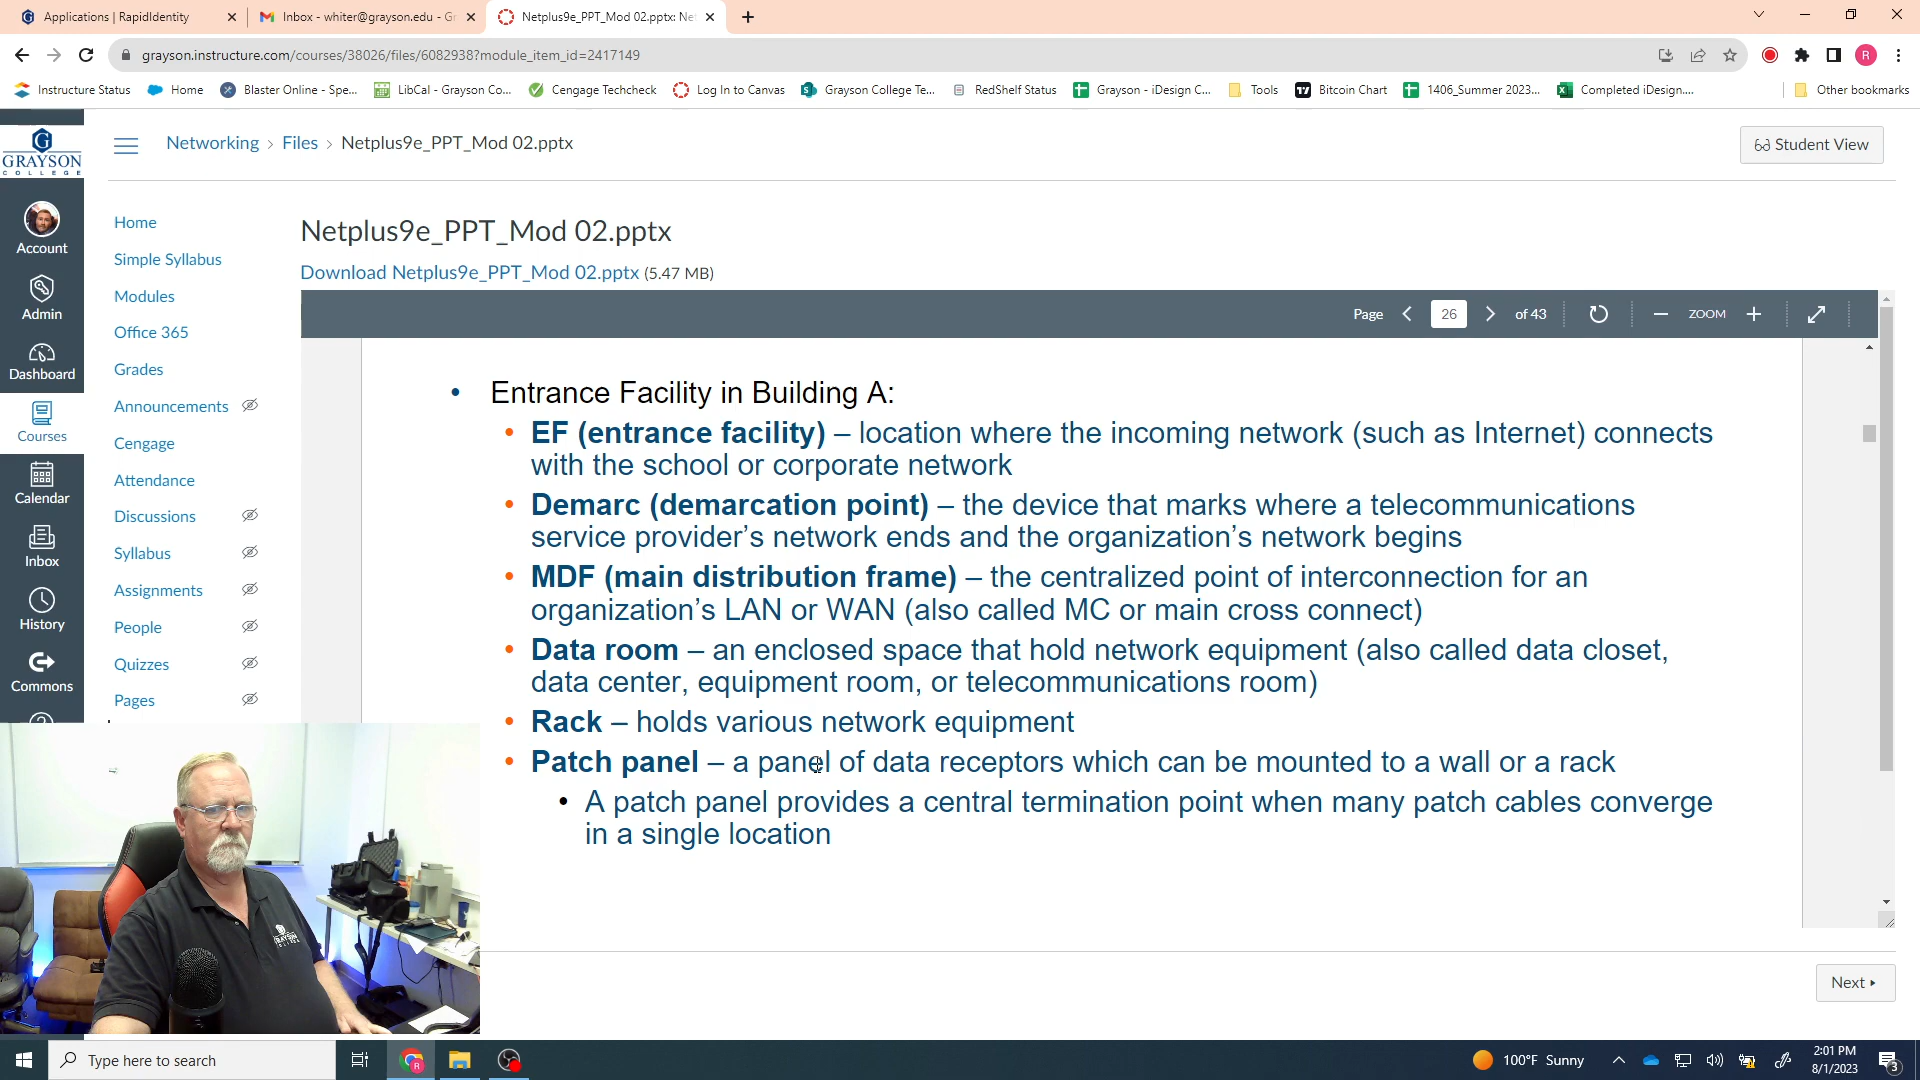 Applications | RapidIdentity
Inbox - whiter@grayson.edu - Gr
Netplus9e_PPT_Mod 02.pptx: Net
grayson.instructure.com/courses/38026/files/6082938?module_item_id=2417149
R
Instructure Status
Home
Blaster Online - Spe...
LibCal - Grayson Co...
Cengage Techcheck
Log In to Canvas
Grayson College Te...
RedShelf Status
Grayson - iDesign C...
Tools
Bitcoin Chart
1406_Summer 2023...
Completed iDesign....
Other bookmarks
GRAYSON
COLLEGE
Networking › Files › Netplus9e_PPT_Mod 02.pptx
Student View
Account
Admin
Dashboard
Courses
Calendar
Inbox
History
Commons
Home
Simple Syllabus
Modules
Office 365
Grades
Announcements
Cengage
Attendance
Discussions
Syllabus
Assignments
People
Quizzes
Pages
Netplus9e_PPT_Mod 02.pptx
Download Netplus9e_PPT_Mod 02.pptx (5.47 MB)
Page 26 of 43
ZOOM
• Entrance Facility in Building A:
• EF (entrance facility) – location where the incoming network (such as Internet) connects
with the school or corporate network
• Demarc (demarcation point) – the device that marks where a telecommunications
service provider’s network ends and the organization’s network begins
• MDF (main distribution frame) – the centralized point of interconnection for an
organization’s LAN or WAN (also called MC or main cross connect)
• Data room – an enclosed space that hold network equipment (also called data closet,
data center, equipment room, or telecommunications room)
• Rack – holds various network equipment
• Patch panel – a panel of data receptors which can be mounted to a wall or a rack
• A patch panel provides a central termination point when many patch cables converge
in a single location
GRAYSON
COLLEGE
Next
Type here to search
100°F Sunny
2:01 PM
8/1/2023
3